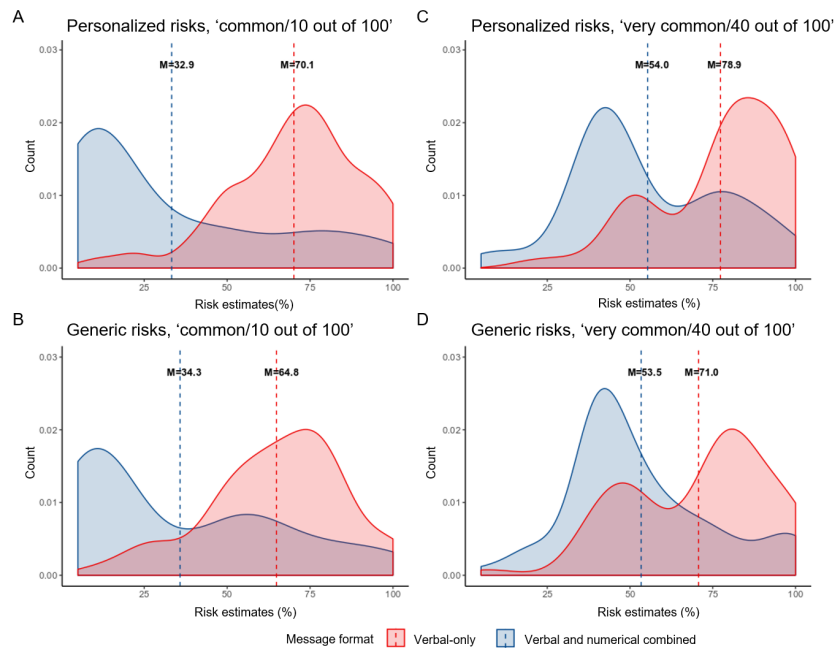 A
Personalized risks, ‘common/10 out of 100’
0.03
M=32.9 M=70.1
0.02
Count
0.01
0.00
25 50 75 100
Risk estimates(%)
C
Personalized risks, ‘very common/40 out of 100’
0.03
M=54.0 M=78.9
0.02
Count
0.01
0.00
25 50 75 100
Risk estimates (%)
B
Generic risks, ‘common/10 out of 100’
0.03
M=34.3 M=64.8
0.02
Count
0.01
0.00
25 50 75 100
Risk estimates (%)
D
Generic risks, ‘very common/40 out of 100’
0.03
M=53.5 M=71.0
0.02
Count
0.01
0.00
25 50 75 100
Risk estimates (%)
Message format Verbal-only Verbal and numerical combined